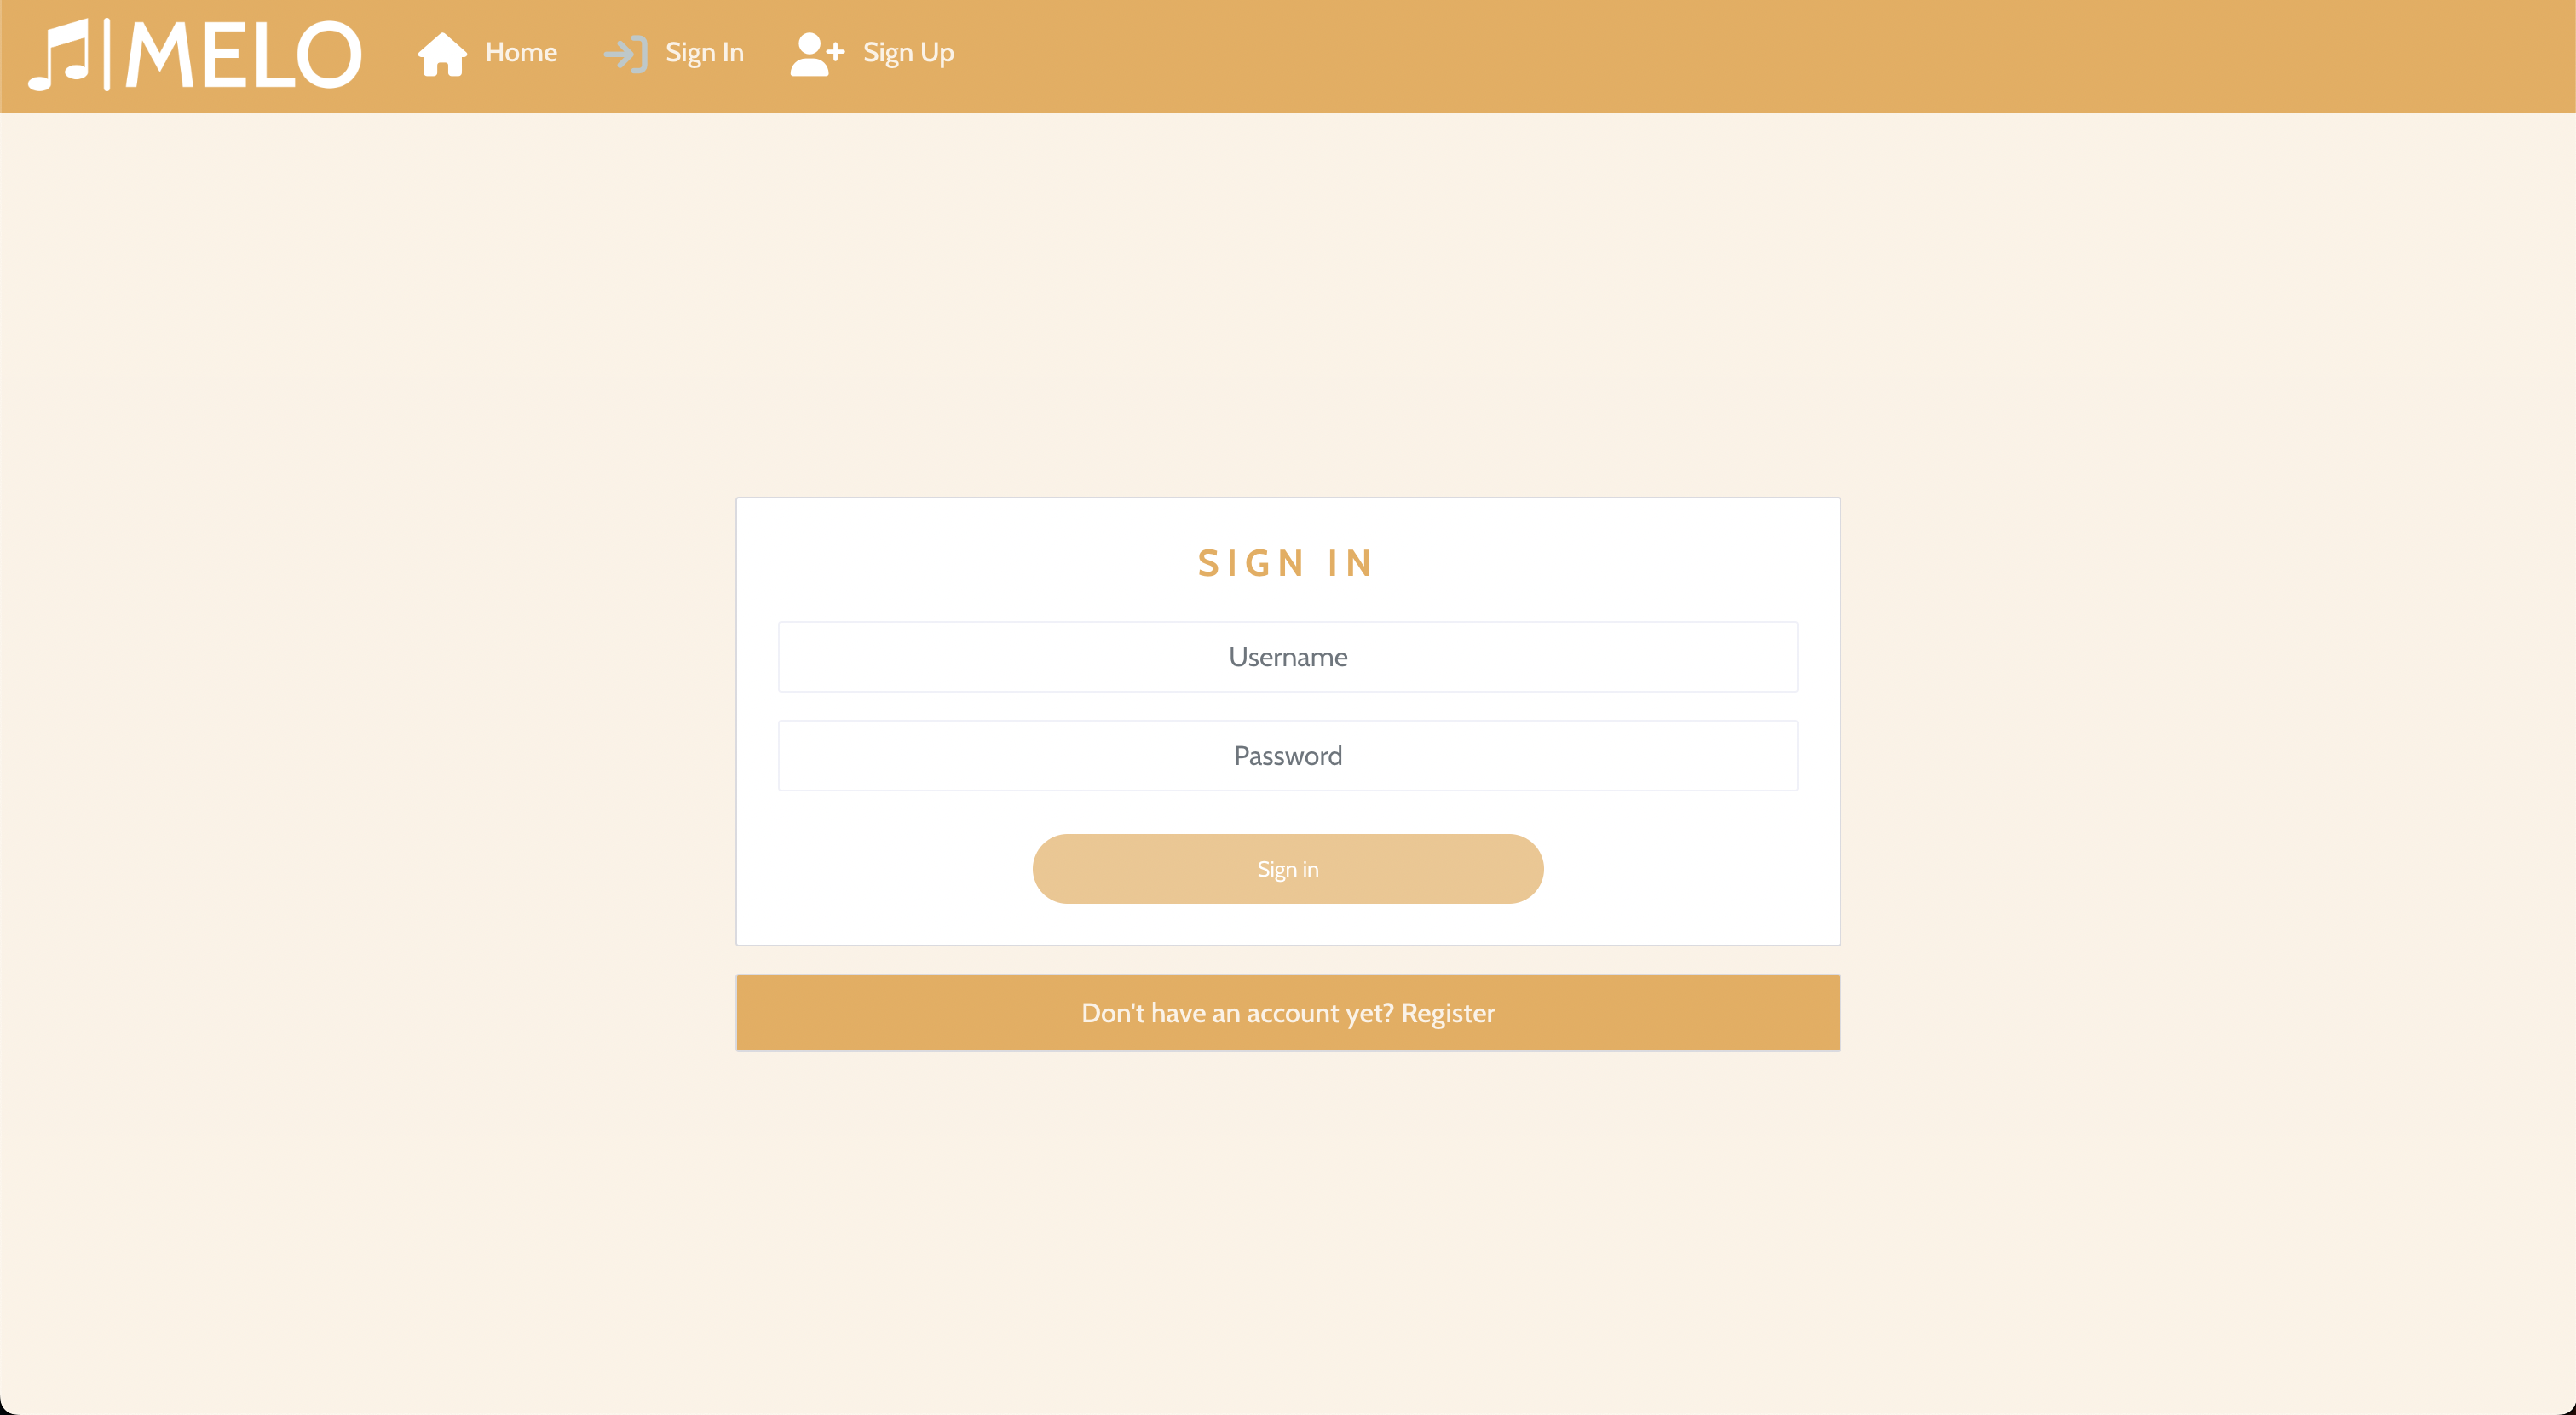 MELO
Home
Sign In
Sign Up
SIGN IN
Username
Password
Sign in
Don't have an account yet? Register